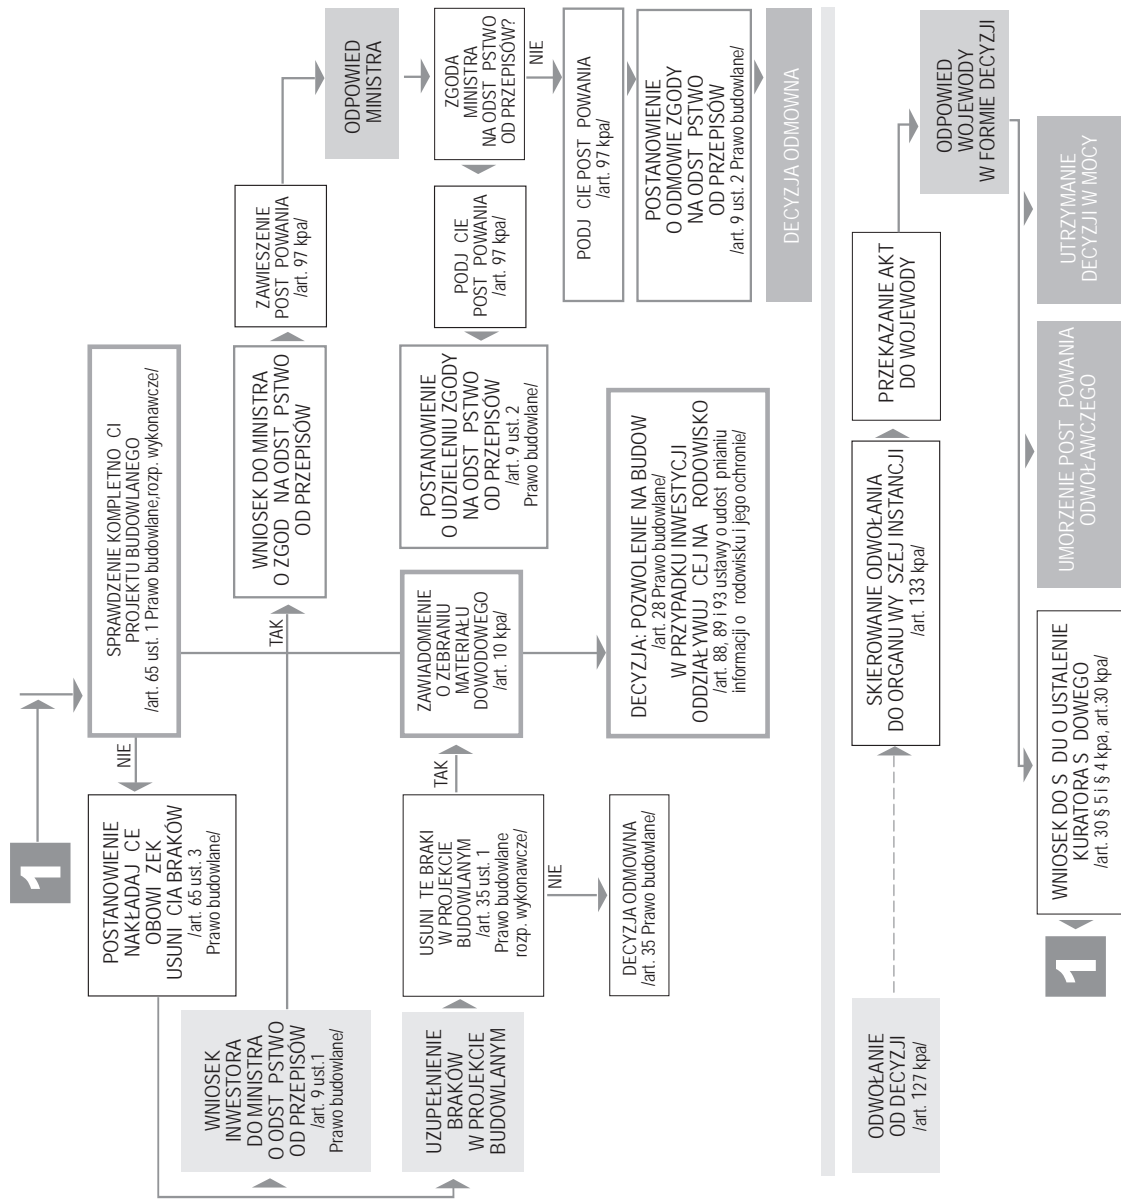 1
SPRAWDZENIE KOMPLETNO CI
PROJEKTU BUDOWLANEGO
/art. 65 ust. 1 Prawo budowlane,rozp. wykonawcze/
NIE
POSTANOWIENIE
NAKŁADAJ CE
OBOWI ZEK
USUNI CIA BRAKÓW
/art. 65 ust. 3
Prawo budowlane/
WNIOSEK
INWESTORA
DO MINISTRA
O ODST PSTWO
OD PRZEPISÓW
/art. 9 ust.1
Prawo budowlane/
TAK
WNIOSEK DO MINISTRA
O ZGOD NA ODST PSTWO
OD PRZEPISÓW
ZAWIESZENIE
POST POWANIA
/art. 97 kpa/
ODPOWIED
MINISTRA
ZGODA
MINISTRA
NA ODST PSTWO
OD PRZEPISÓW?
NIE
PODJ CIE
POST POWANIA
/art. 97 kpa/
POSTANOWIENIE
O UDZIELENIU ZGODY
NA ODST PSTWO
OD PRZEPISÓW
/art. 9 ust. 2
Prawo budowlane/
PODJ CIE POST POWANIA
/art. 97 kpa/
POSTANOWIENIE
O ODMOWIE ZGODY
NA ODST PSTWO
OD PRZEPISÓW
/art. 9 ust. 2 Prawo budowlane/
DECYZJA ODMOWNA
UZUPEŁNIENIE
BRAKÓW
W PROJEKCIE
BUDOWLANYM
USUNI TE BRAKI
W PROJEKCIE
BUDOWLANYM
/art. 35 ust. 1
Prawo budowlane
rozp. wykonawcze/
TAK
NIE
ZAWIADOMIENIE
O ZEBRANIU
MATERIAŁU
DOWODOWEGO
/art. 10 kpa/
DECYZJA ODMOWNA
/art. 35 Prawo budowlane/
DECYZJA: POZWOLENIE NA BUDOW
/art. 28 Prawo budowlane/
W PRZYPADKU INWESTYCJI
ODDZIAŁYWUJ CEJ NA RODOWISKO
/art. 88, 89 i 93 ustawy o udost pnianiu
informacji o rodowisku i jego ochronie/
ODWOŁANIE
OD DECYZJI
/art. 127 kpa/
SKIEROWANIE ODWOŁANIA
DO ORGANU WY SZEJ INSTANCJI
/art. 133 kpa/
PRZEKAZANIE AKT
DO WOJEWODY
ODPOWIED
WOJEWODY
W FORMIE DECYZJI
1
WNIOSEK DO S DU O USTALENIE
KURATORA S DOWEGO
/art. 30 § 5 i § 4 kpa, art.30 kpa/
UMORZENIE POST POWANIA
ODWOŁAWCZEGO
UTRZYMANIE
DECYZJI W MOCY